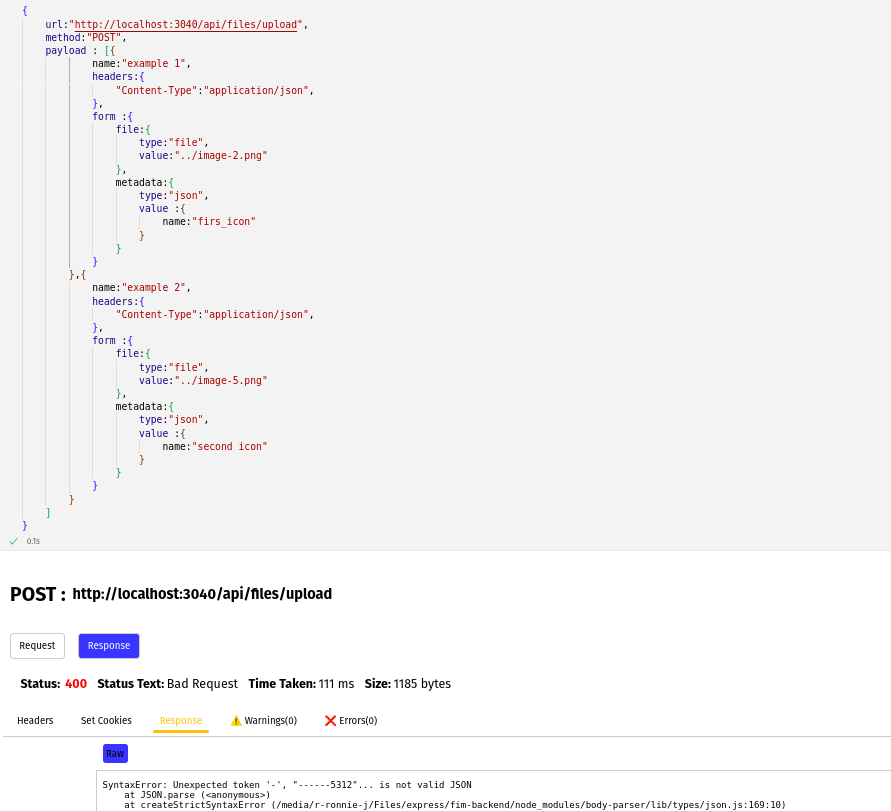 {
url:"http://localhost:3040/api/files/upload",
method:"POST",
payload : [{
name:"example 1",
headers:{
"Content-Type":"application/json",
},
form :{
file:{
type:"file",
value:"../image-2.png"
},
metadata:{
type:"json",
value :{
name:"firs_icon"
}
}
}
},{
name:"example 2",
headers:{
"Content-Type":"application/json",
},
form :{
file:{
type:"file",
value:"../image-5.png"
},
metadata:{
type:"json",
value :{
name:"second icon"
}
}
}
}
]
}
0.1s
POST : http://localhost:3040/api/files/upload
Request Response
Status: 400 Status Text: Bad Request Time Taken: 111 ms Size: 1185 bytes
Headers Set Cookies Response Warnings(0) Errors(0)
Raw
SyntaxError: Unexpected token '-', "------5312"... is not valid JSON
at JSON.parse (<anonymous>)
at createStrictSyntaxError (/media/r-ronnie-j/Files/express/fim-backend/node_modules/body-parser/lib/types/json.js:169:10)